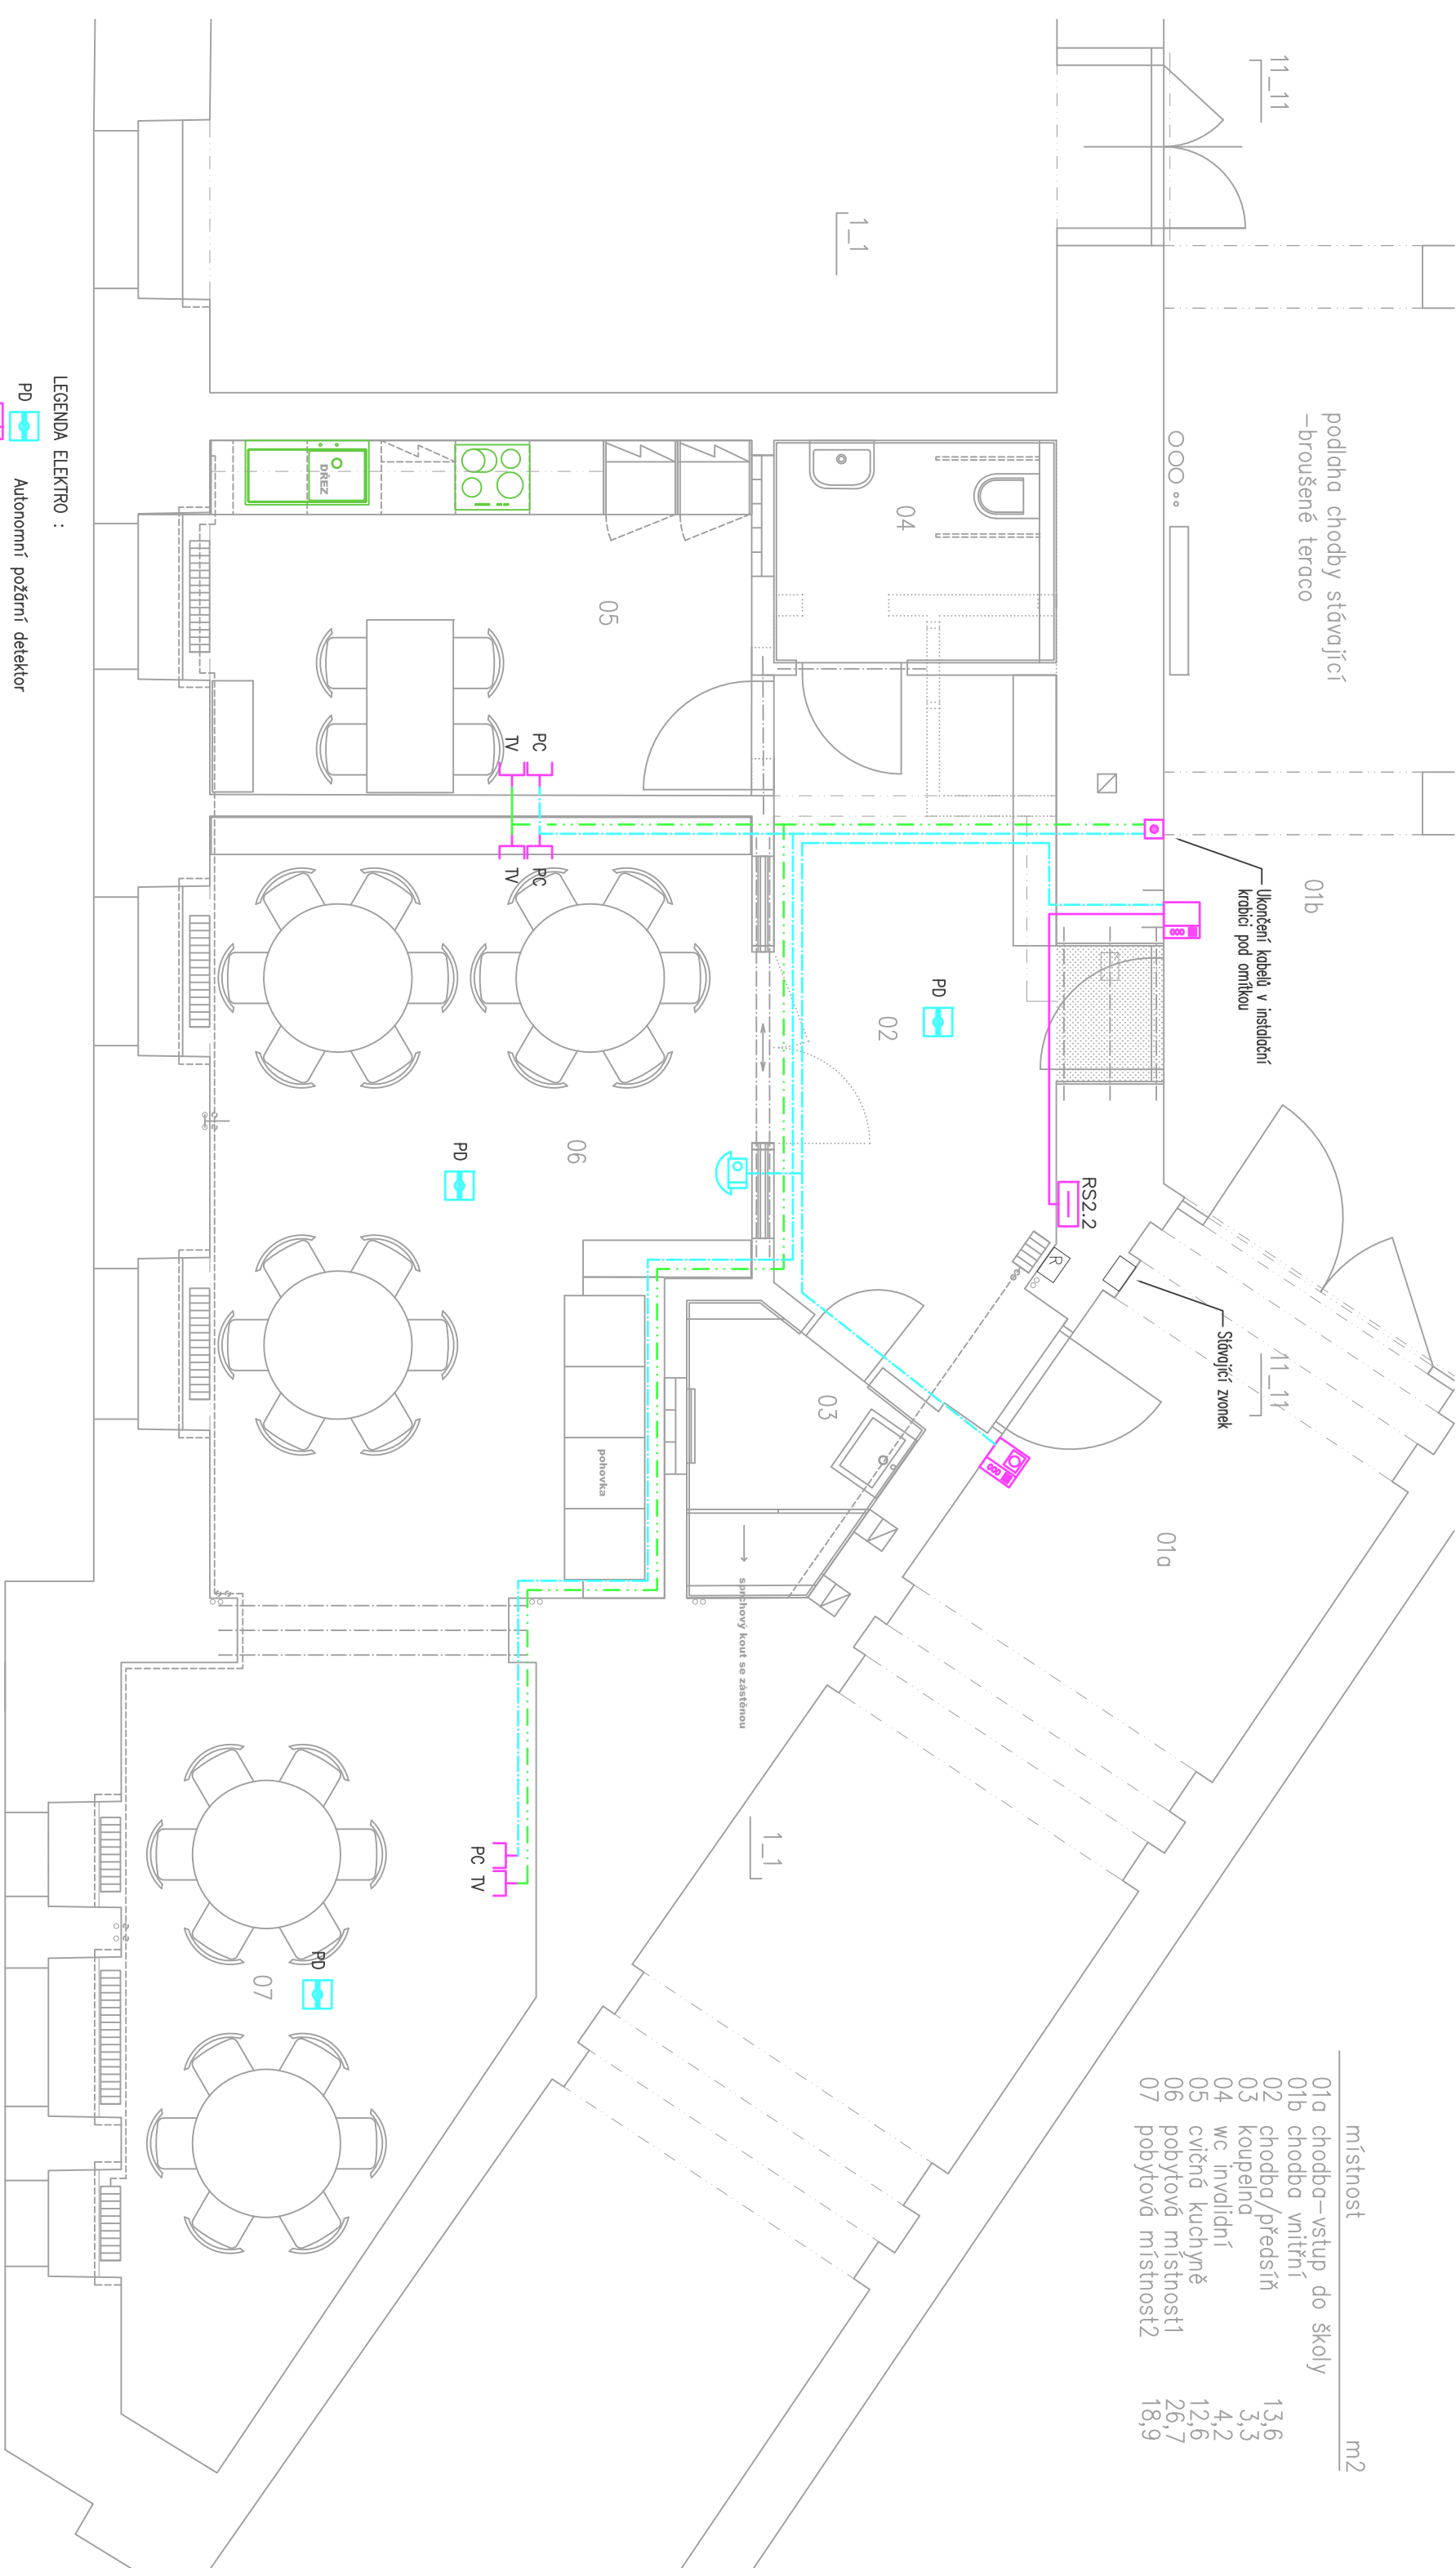 11_11
1_1
podlaha chodby stávající
-broušené teraco
01b
Ukončení kabelů v instalační
krabici pod omítkou
04
05
DŘEZ
TV
PC
TV
PC
PD
02
RS2.2
R
Stávající zvonek
11_11
PD
06
03
pohovka
sprchový kout se zástěnou
01a
1_1
PC
TV
PD
07
místnost m2
01a chodba-vstup do školy
01b chodba vnitřní
02 chodba/předsíň 13,6
03 koupelna 3,3
04 wc invalidní 4,2
05 cvičná kuchyně 12,6
06 pobytová místnost1 26,7
07 pobytová místnost2 18,9
LEGENDA ELEKTRO :
PD Autonomní požární detektor